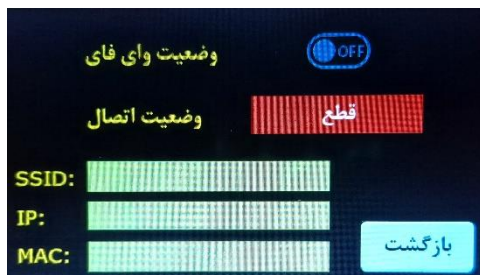 وضعیت وای فای OFF
وضعیت اتصال قطع
SSID:
IP:
MAC:
بازگشت